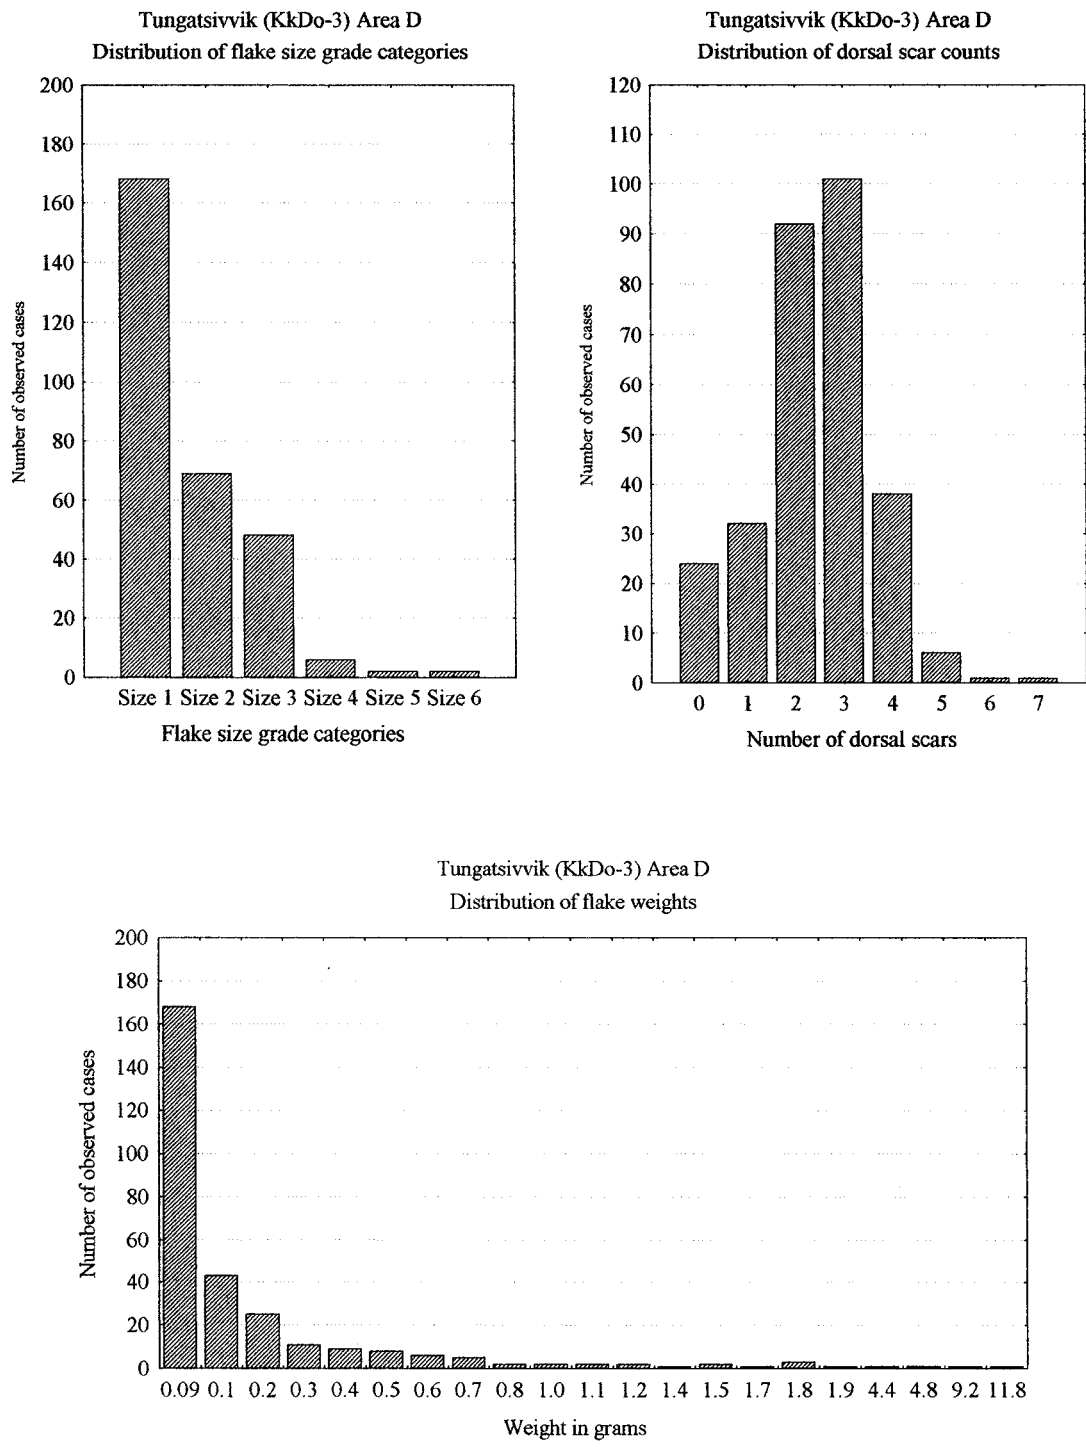 Tungatsivvik (KkDo-3) Area D
Distribution of flake size grade categories
200
180
160
140
120
100
80
60
40
20
0
Number of observed cases
Size 1 Size 2 Size 3 Size 4 Size 5 Size 6
Flake size grade categories
Tungatsivvik (KkDo-3) Area D
Distribution of dorsal scar counts
120
110
100
90
80
70
60
50
40
30
20
10
0
Number of observed cases
0 1 2 3 4 5 6 7
Number of dorsal scars
Tungatsivvik (KkDo-3) Area D
Distribution of flake weights
200
180
160
140
120
100
80
60
40
20
0
Number of observed cases
0.09 0.1 0.2 0.3 0.4 0.5 0.6 0.7 0.8 1.0 1.1 1.2 1.4 1.5 1.7 1.8 1.9 4.4 4.8 9.2 11.8
Weight in grams